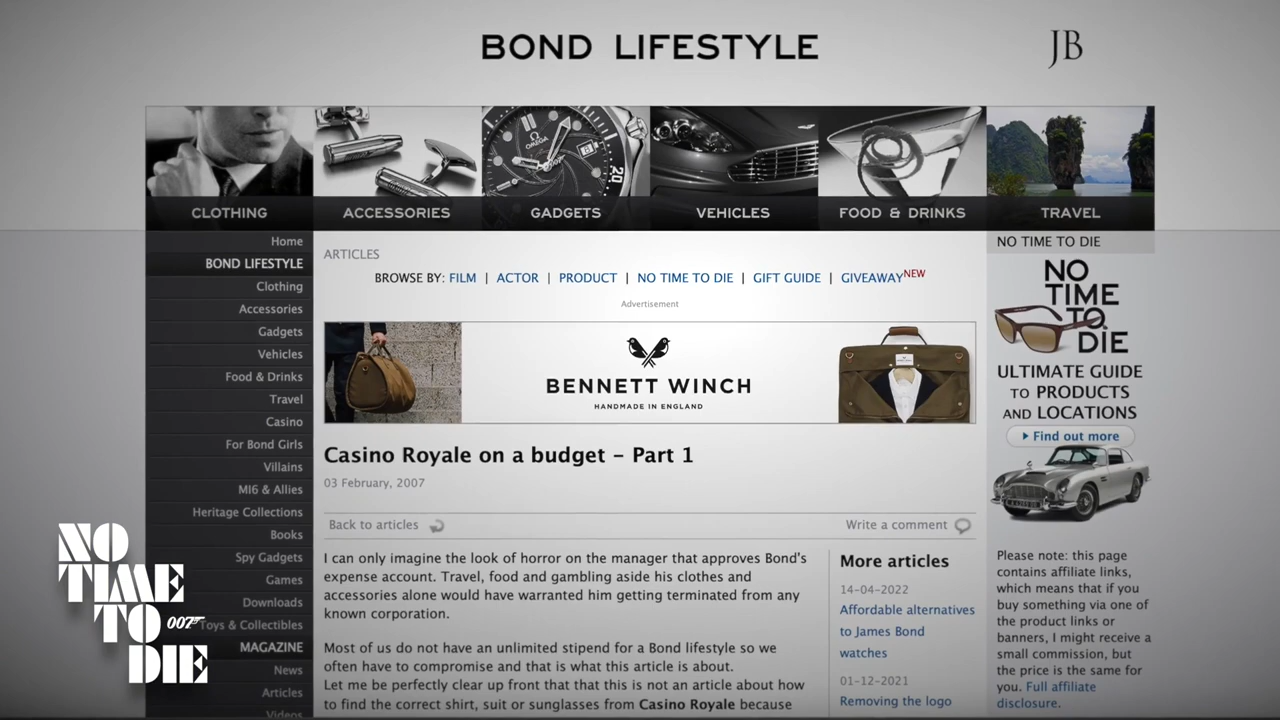 BOND LIFESTYLE
JB
CLOTHING
ACCESSORIES
GADGETS
VEHICLES
FOOD & DRINKS
TRAVEL
OMEGA
007
20
Home
BOND LIFESTYLE
Clothing
Accessories
Gadgets
Vehicles
Food & Drinks
Travel
Casino
For Bond Girls
Villains
MI6 & Allies
Heritage Collections
Books
Spy Gadgets
Games
Downloads
Toys & Collectibles
MAGAZINE
News
Articles
Videos
ARTICLES
BROWSE BY: FILM | ACTOR | PRODUCT | NO TIME TO DIE | GIFT GUIDE | GIVEAWAY NEW
Advertisement
BENNETT WINCH
HANDMADE IN ENGLAND
Casino Royale on a budget – Part 1
03 February, 2007
Back to articles
Write a comment
I can only imagine the look of horror on the manager that approves Bond's
expense account. Travel, food and gambling aside his clothes and
accessories alone would have warranted him getting terminated from any
known corporation.
Most of us do not have an unlimited stipend for a Bond lifestyle so we
often have to compromise and that is what this article is about.
Let me be perfectly clear up front that that this is not an article about how
to find the correct shirt, suit or sunglasses from Casino Royale because
More articles
14-04-2022
Affordable alternatives
to James Bond
watches
01-12-2021
Removing the logo
NO TIME TO DIE
NO
TIME
TO
DIE
ULTIMATE GUIDE
TO PRODUCTS
AND LOCATIONS
Find out more
Please note: this page
contains affiliate links,
which means that if you
buy something via one of
the product links or
banners, I might receive a
small commission, but
the price is the same for
you. Full affiliate
disclosure.
NO
TIME
TO 007
DIE